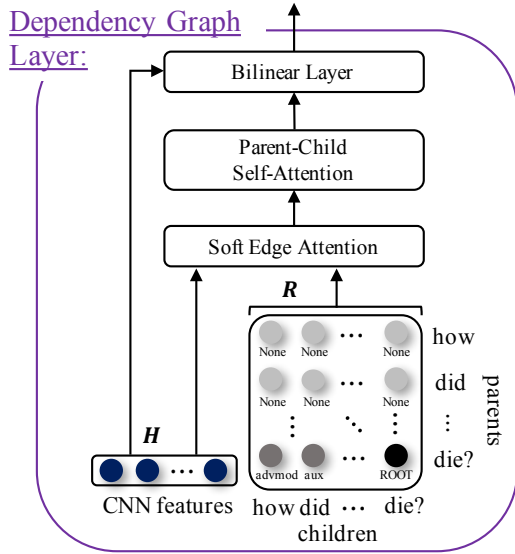 Dependency Graph
Layer:
Bilinear Layer
Parent-Child
Self-Attention
Soft Edge Attention
R
None None ··· None how
None None ··· None did
parents
H
advmod aux ··· ROOT die?
CNN features
how did ··· die?
children